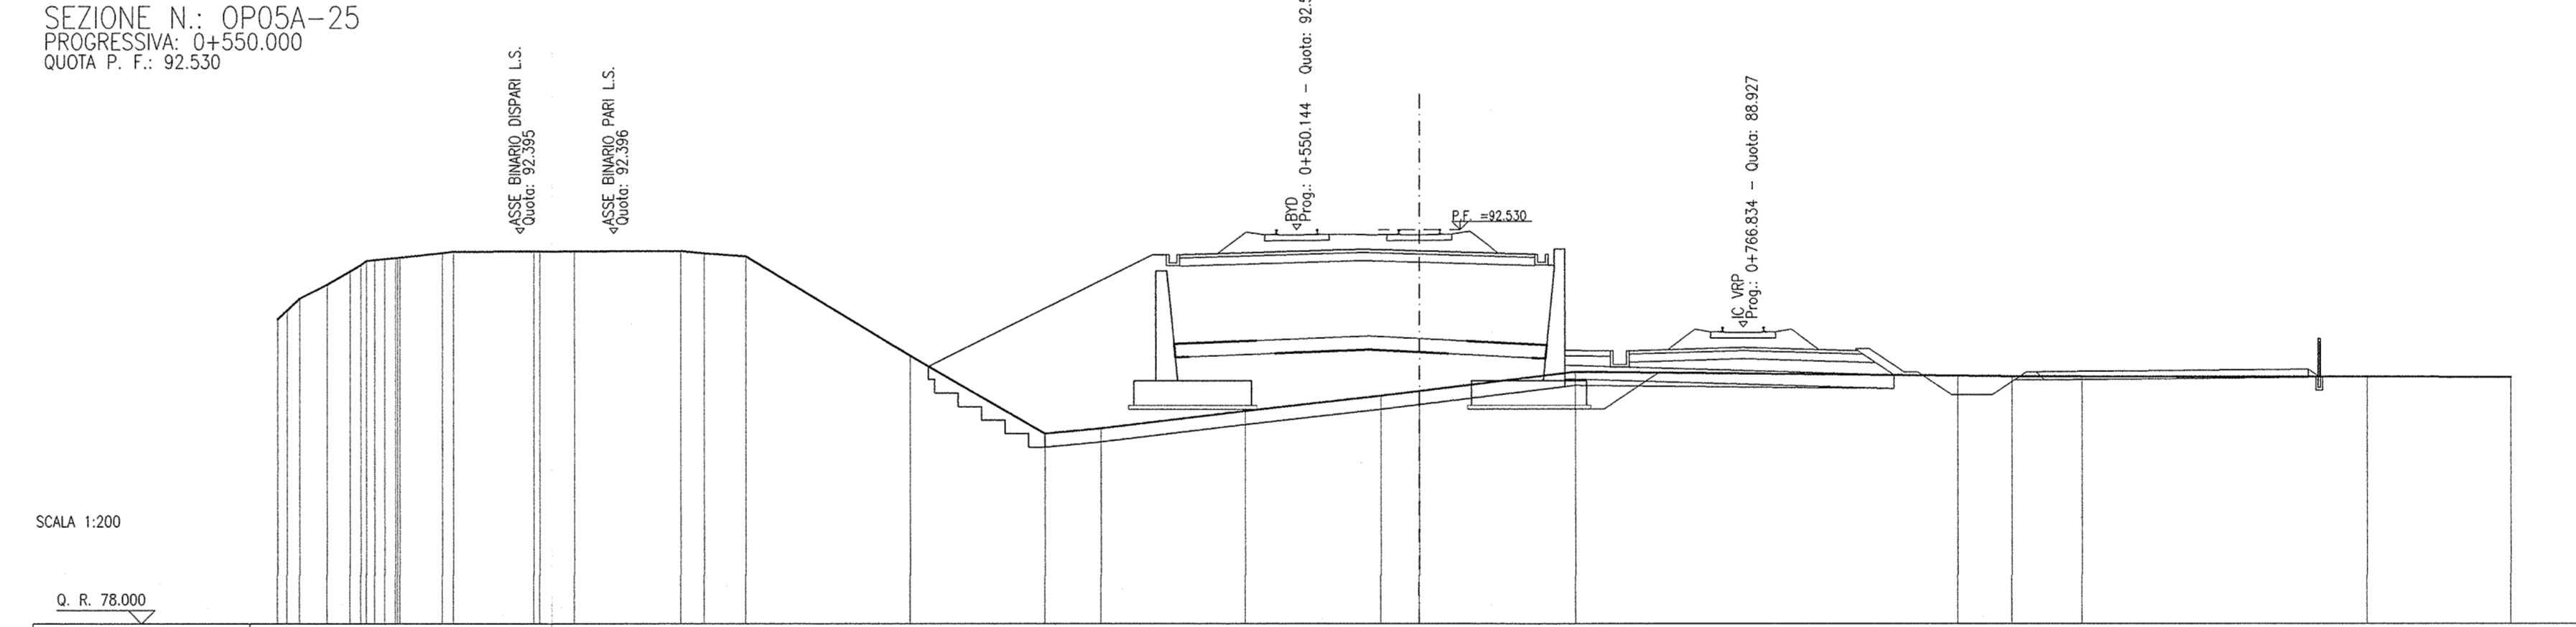 SEZIONE N.: OP05A-25
PROGRESSIVA: 0+550.000
QUOTA P. F.: 92.530
ASSE BINARIO DISPARI L.S.
Quota: 92.395
ASSE BINARIO PARI L.S.
Quota: 92.396
BYD
Prog.: 0+550.144 - Quota:
P.F. =92.530
IC VRP
Prog.: 0+766.834 - Quota: 88.927
SCALA 1:200
Q. R. 78.000